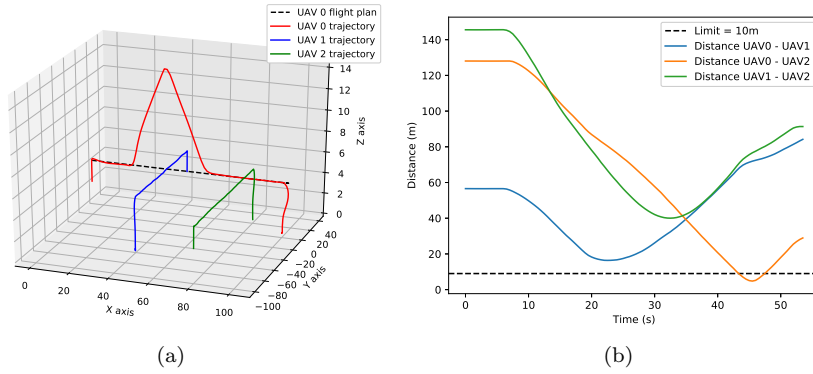 UAV 0 flight plan
UAV 0 trajectory
UAV 1 trajectory
UAV 2 trajectory
14
12
10
8
6
4
2
0
Z axis
40
20
0
−20
−40
−60
−80
−100
Y axis
0
20
40
60
80
100
X axis
(a)
Limit = 10m
Distance UAV0 - UAV1
Distance UAV0 - UAV2
Distance UAV1 - UAV2
140
120
100
80
60
40
20
0
Distance (m)
0
10
20
30
40
50
Time (s)
(b)